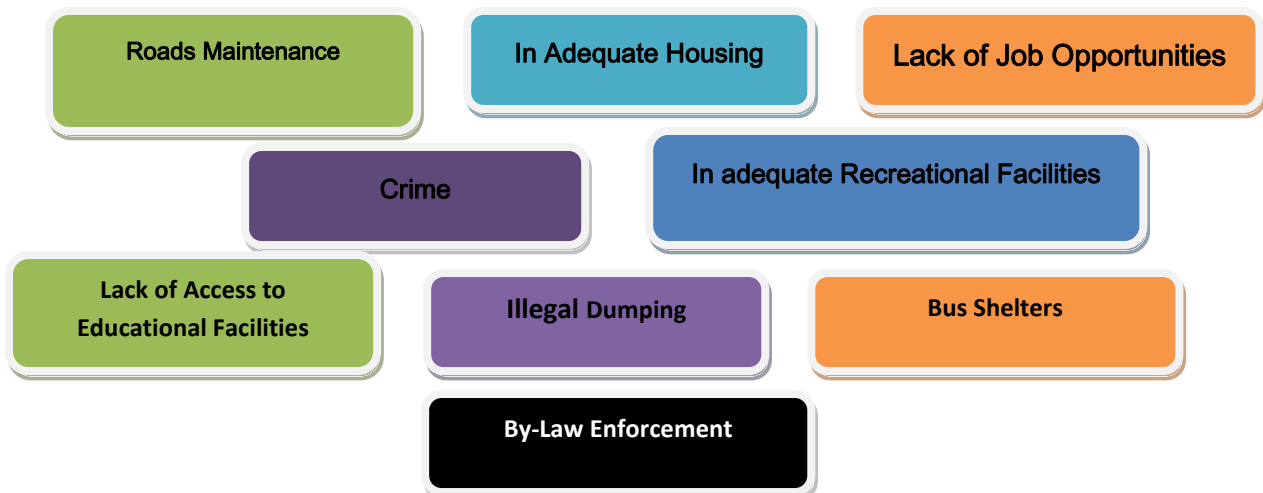 Roads Maintenance
In Adequate Housing
Lack of Job Opportunities
Crime
In adequate Recreational Facilities
Lack of Access to
Educational Facilities
Illegal Dumping
Bus Shelters
By-Law Enforcement